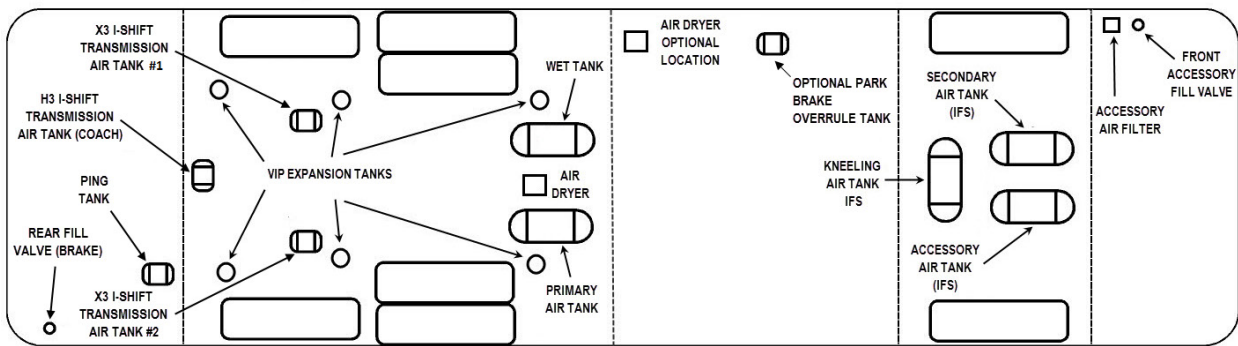 X3 I-SHIFT
TRANSMISSION
AIR TANK #1
H3 I-SHIFT
TRANSMISSION
AIR TANK (COACH)
PING
TANK
REAR FILL
VALVE (BRAKE)
X3 I-SHIFT
TRANSMISSION
AIR TANK #2
VIP EXPANSION TANKS
WET TANK
AIR
DRYER
PRIMARY
AIR TANK
AIR DRYER
OPTIONAL
LOCATION
OPTIONAL PARK
BRAKE
OVERRULE TANK
SECONDARY
AIR TANK
(IFS)
KNEELING
AIR TANK
IFS
ACCESSORY
AIR TANK
(IFS)
ACCESSORY
AIR FILTER
FRONT
ACCESSORY
FILL VALVE